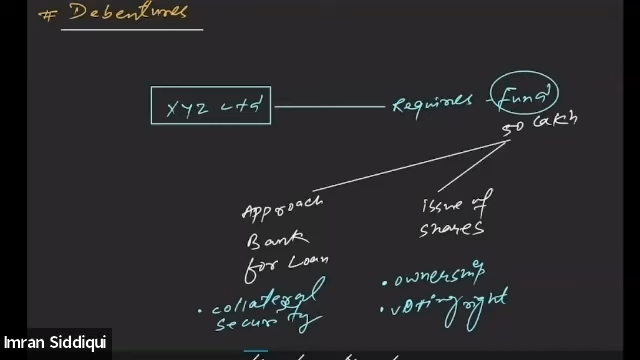 # Debentures
XYZ Ltd Requires Fund
50 Lakh
Approach
Bank
for Loan
issue of
shares
• collateral
security
• ownership
• voting right
Imran Siddiqui